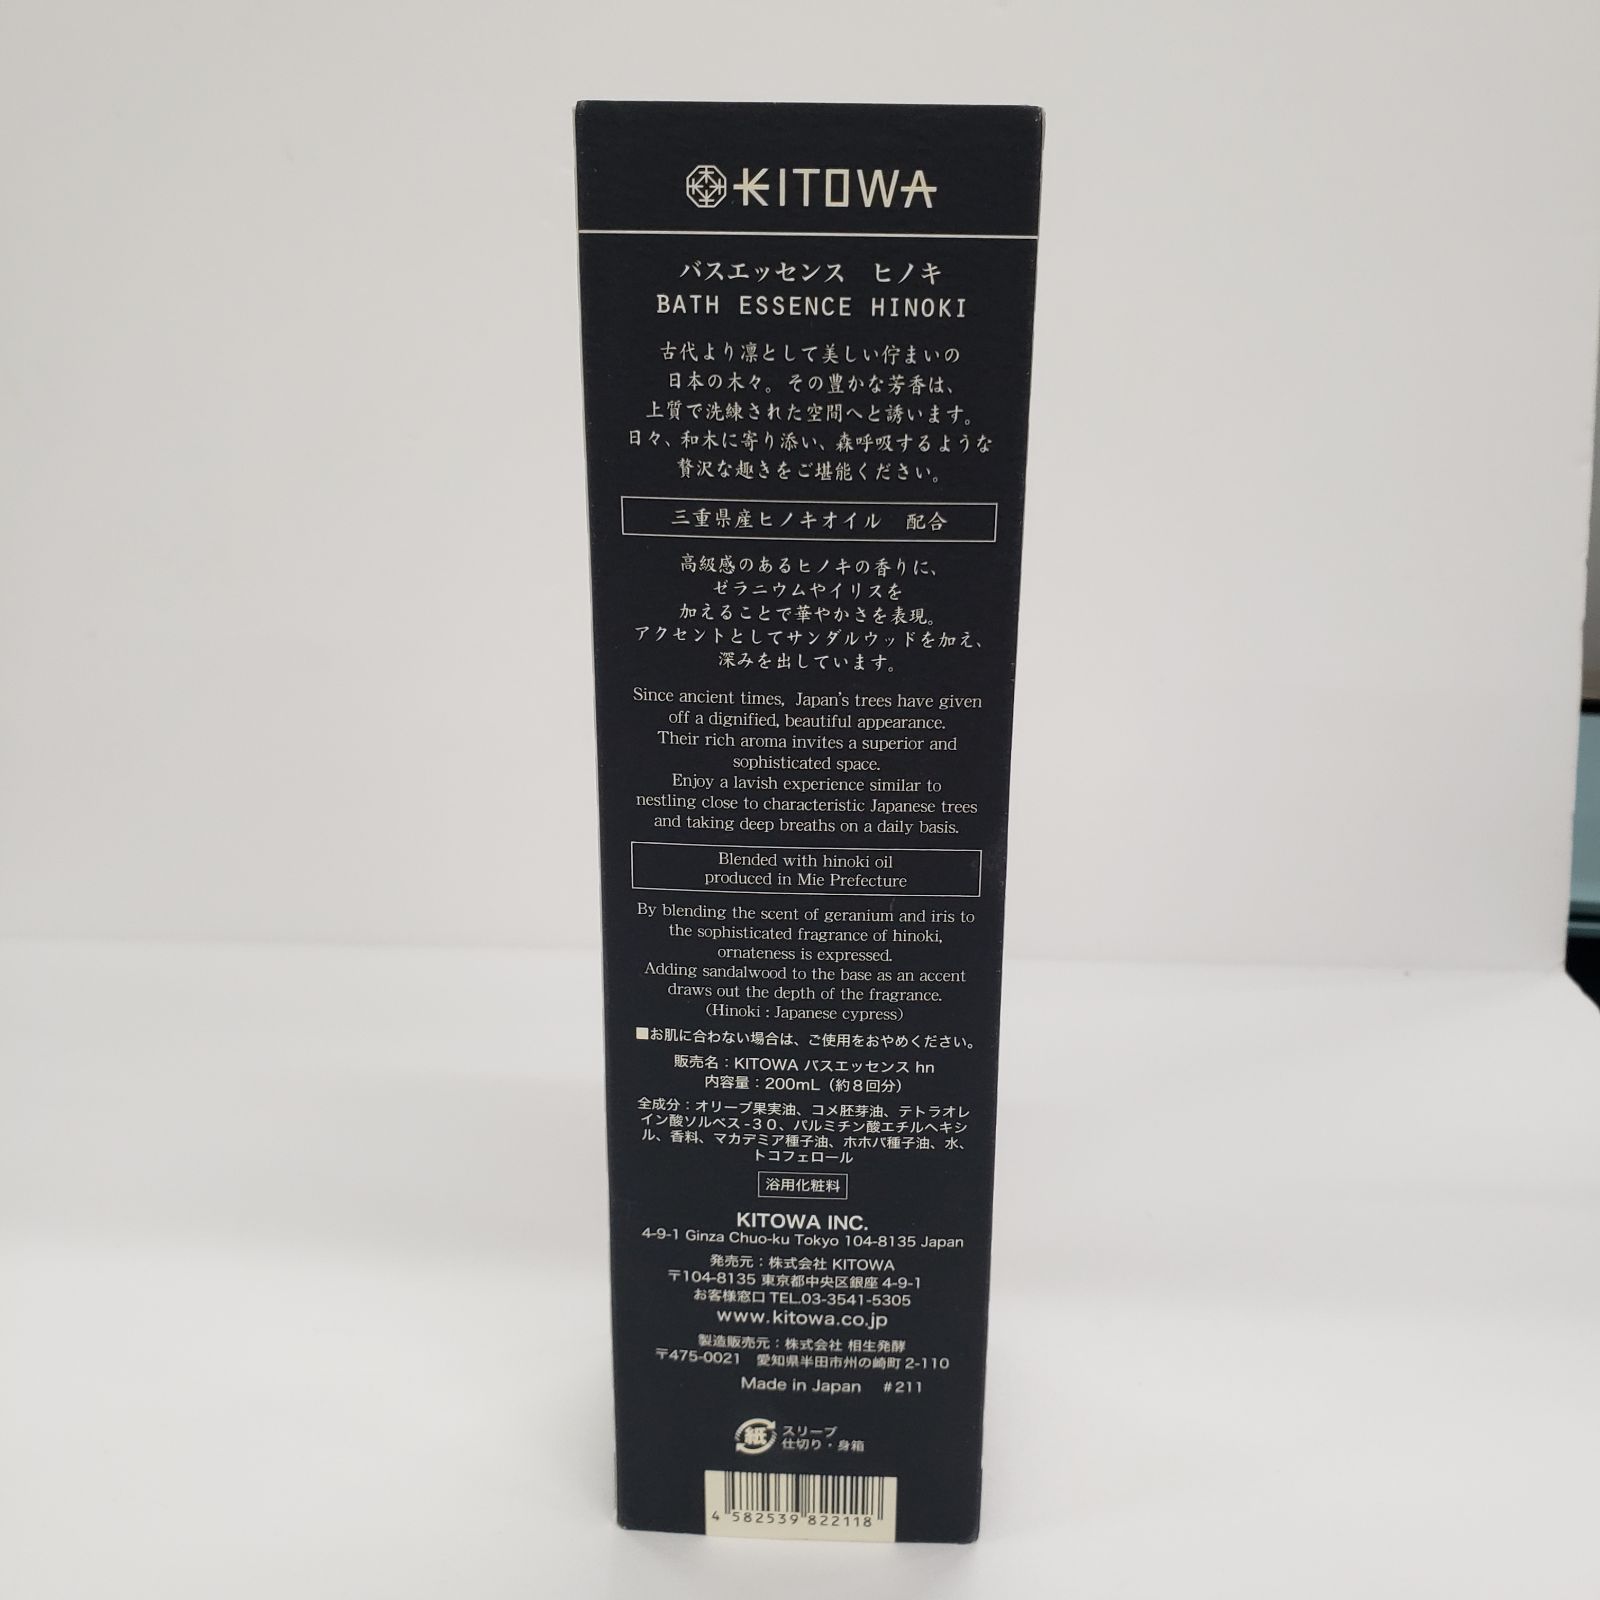 KITOWA
バスエッセンス ヒノキ
BATH ESSENCE HINOKI
古代より凛として美しい佇まいの
日本の木々。その豊かな芳香は、
上質で洗練された空間へと誘います。
日々、和木に寄り添い、森呼吸するような
贅沢な趣きをご堪能ください。
三重県産ヒノキオイル 配合
高級感のあるヒノキの香りに、
ゼラニウムやイリスを
加えることで華やかさを表現。
アクセントとしてサンダルウッドを加え、
深みを出しています。
Since ancient times, Japan's trees have given
off a dignified, beautiful appearance.
Their rich aroma invites a superior and
sophisticated space.
Enjoy a lavish experience similar to
nestling close to characteristic Japanese trees
and taking deep breaths on a daily basis.
Blended with hinoki oil
produced in Mie Prefecture
By blending the scent of geranium and iris to
the sophisticated fragrance of hinoki,
ornateness is expressed.
Adding sandalwood to the base as an accent
draws out the depth of the fragrance.
(Hinoki : Japanese cypress)
■お肌に合わない場合は、ご使用をおやめください。
販売名：KITOWA バスエッセンス hn
内容量：200mL（約8回分）
全成分：オリーブ果実油、コメ胚芽油、テトラオレ
イン酸ソルベス-30、パルミチン酸エチルヘキシ
ル、香料、マカデミア種子油、ホホバ種子油、水、
トコフェロール
浴用化粧料
KITOWA INC.
4-9-1 Ginza Chuo-ku Tokyo 104-8135 Japan
発売元：株式会社 KITOWA
〒104-8135 東京都中央区銀座 4-9-1
お客様窓口 TEL.03-3541-5305
www.kitowa.co.jp
製造販売元：株式会社 相生発酵
〒475-0021 愛知県半田市州の崎町 2-110
Made in Japan #211
紙 スリーブ
仕切り・身箱
4 582539 822118